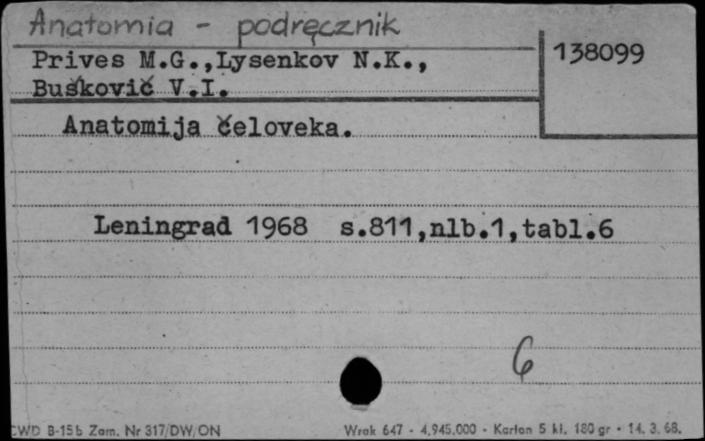 Anatomia - podręcznik
Prives M.G.,Lysenkov N.K.,
Buškovič V.I.
138099
Anatomija čeloveka.
Leningrad 1968 s.811,nlb.1,tabl.6
6
CWD B-15b Zam. Nr 317/DW/ON
Wrok 647 - 4.945.000 - Karton 5 kl. 180 gr • 14. 3. 68.